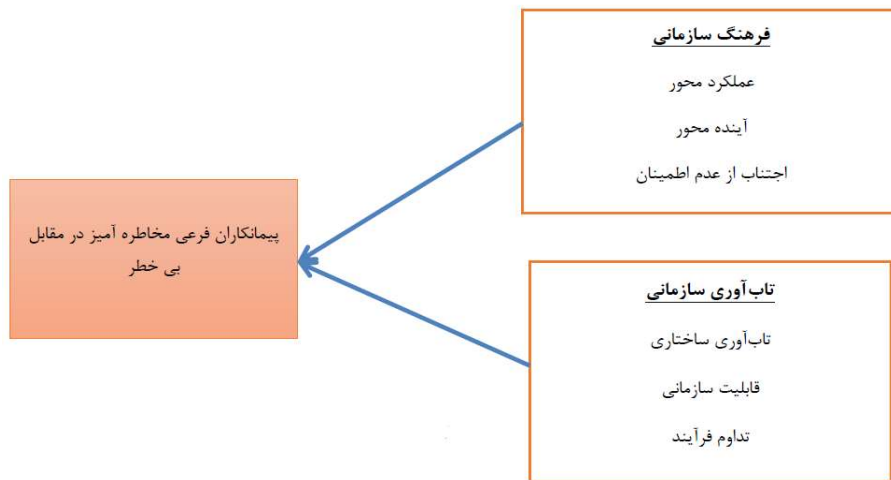 فرهنگ سازمانی
عملکرد محور
آینده محور
اجتناب از عدم اطمینان
پیمانکاران فرعی مخاطره آمیز در مقابل
بی خطر
تاب‌آوری سازمانی
تاب‌آوری ساختاری
قابلیت سازمانی
تداوم فرآیند